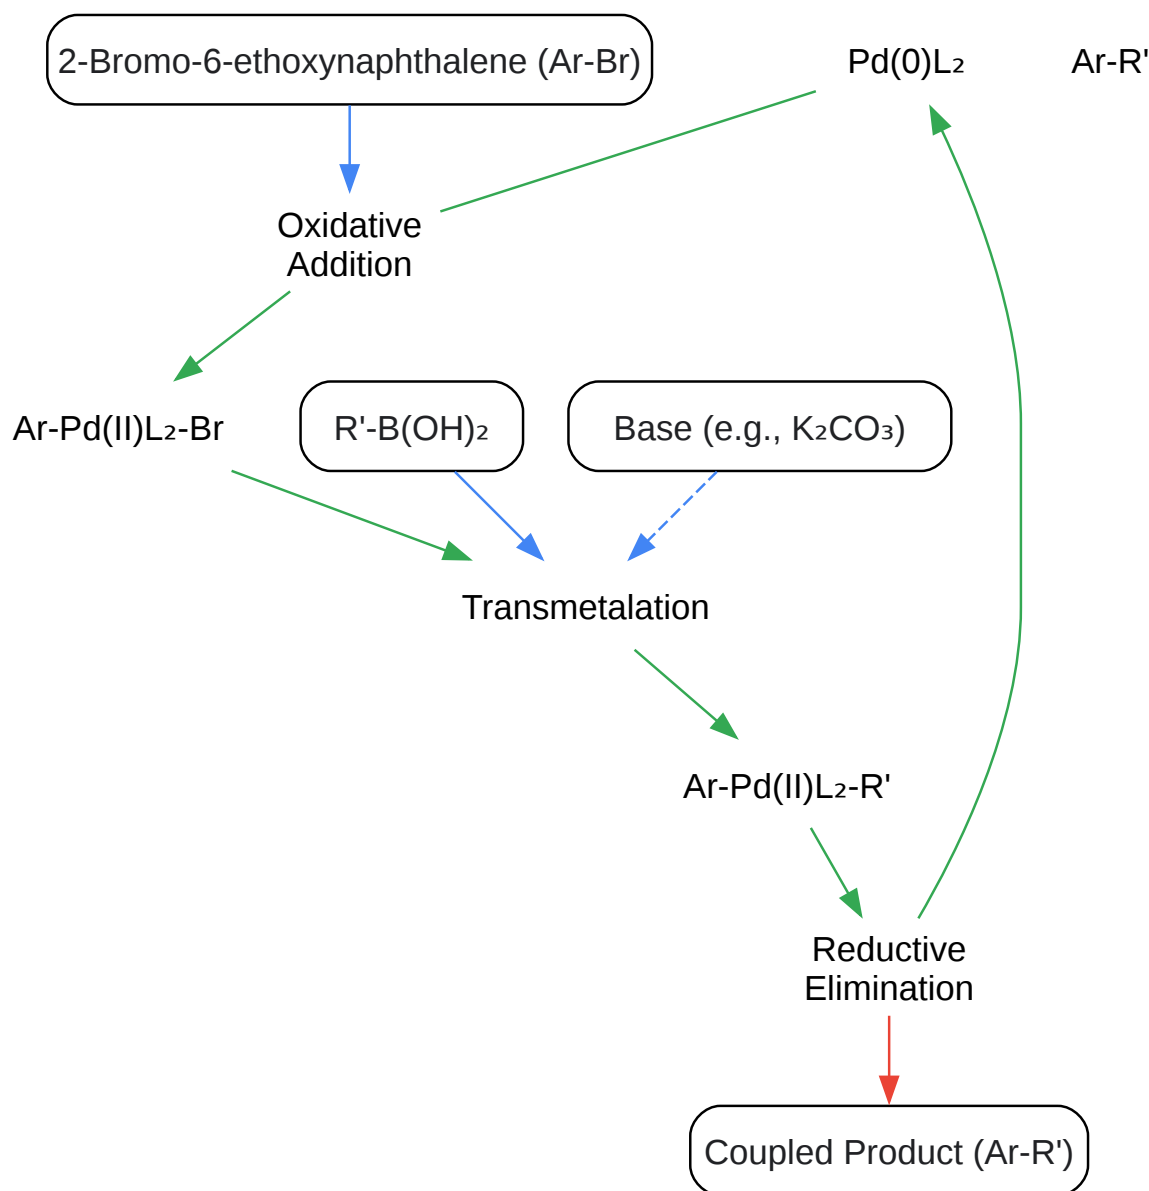 2-Bromo-6-ethoxynaphthalene (Ar-Br)
Pd(0)L₂
Ar-R'
Oxidative
Addition
Ar-Pd(II)L₂-Br
R'-B(OH)₂
Base (e.g., K₂CO₃)
Transmetalation
Ar-Pd(II)L₂-R'
Reductive
Elimination
Coupled Product (Ar-R')